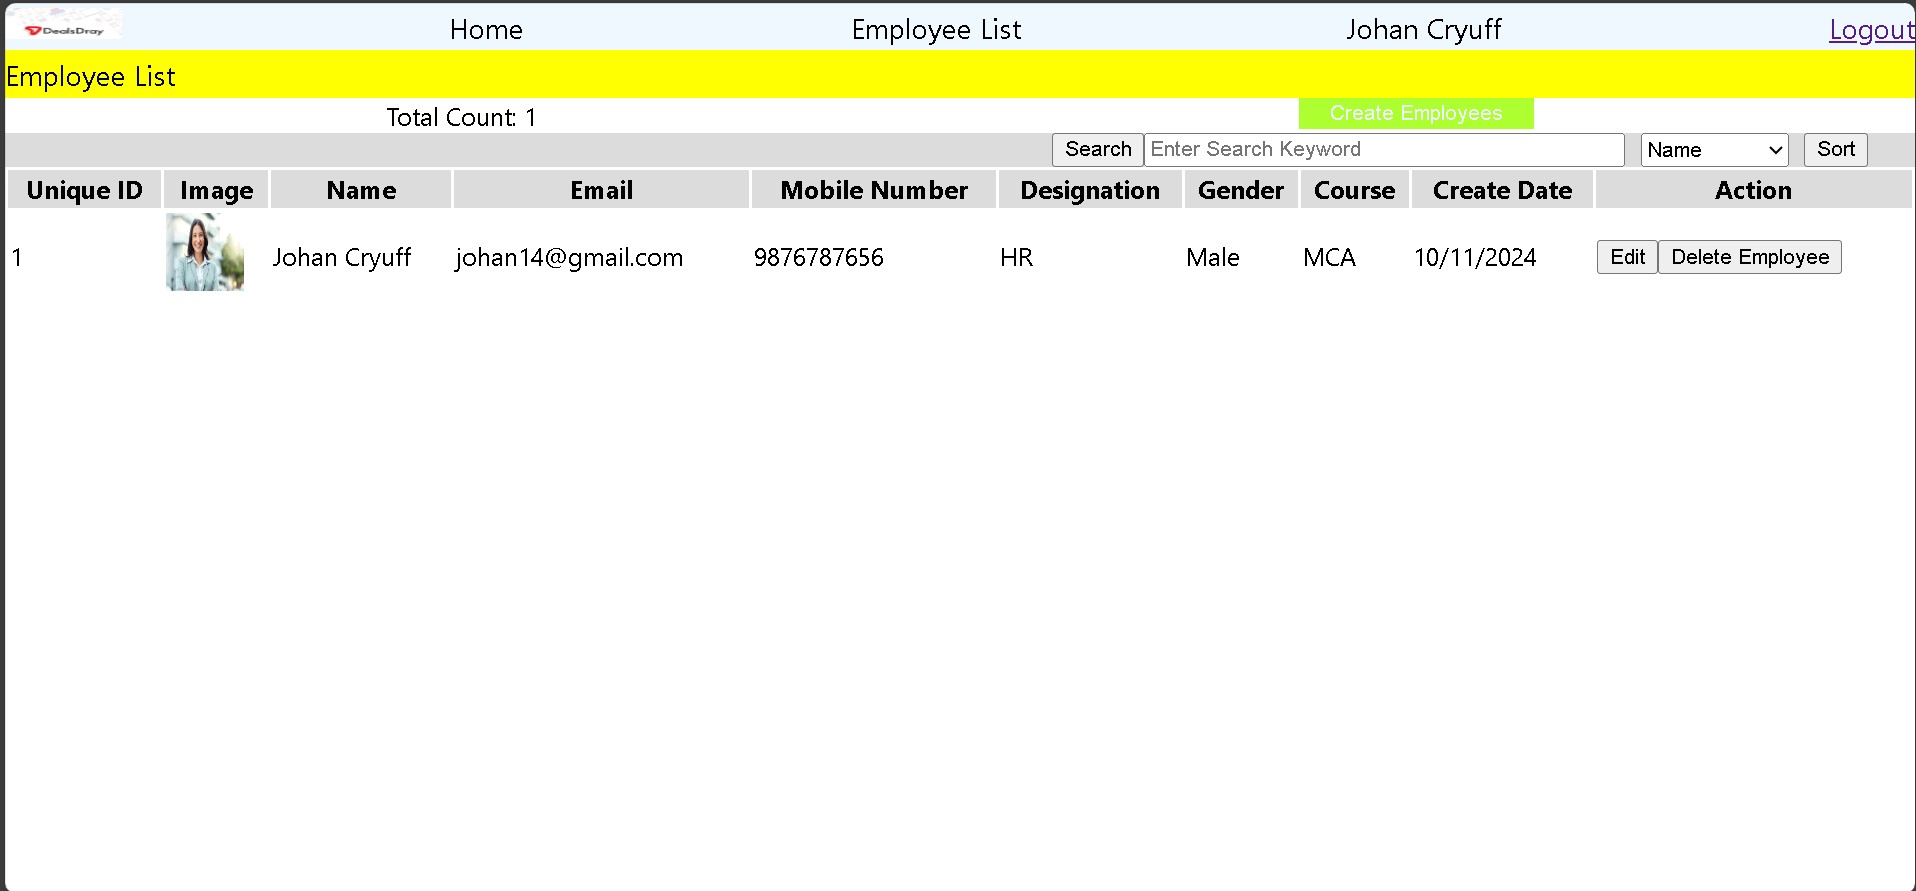 DealsDray Home Employee List Johan Cryuff Logout
Employee List
Total Count: 1 Create Employees
Search Enter Search Keyword Name Sort
Unique ID Image Name Email Mobile Number Designation Gender Course Create Date Action
1 Johan Cryuff johan14@gmail.com 9876787656 HR Male MCA 10/11/2024 Edit Delete Employee